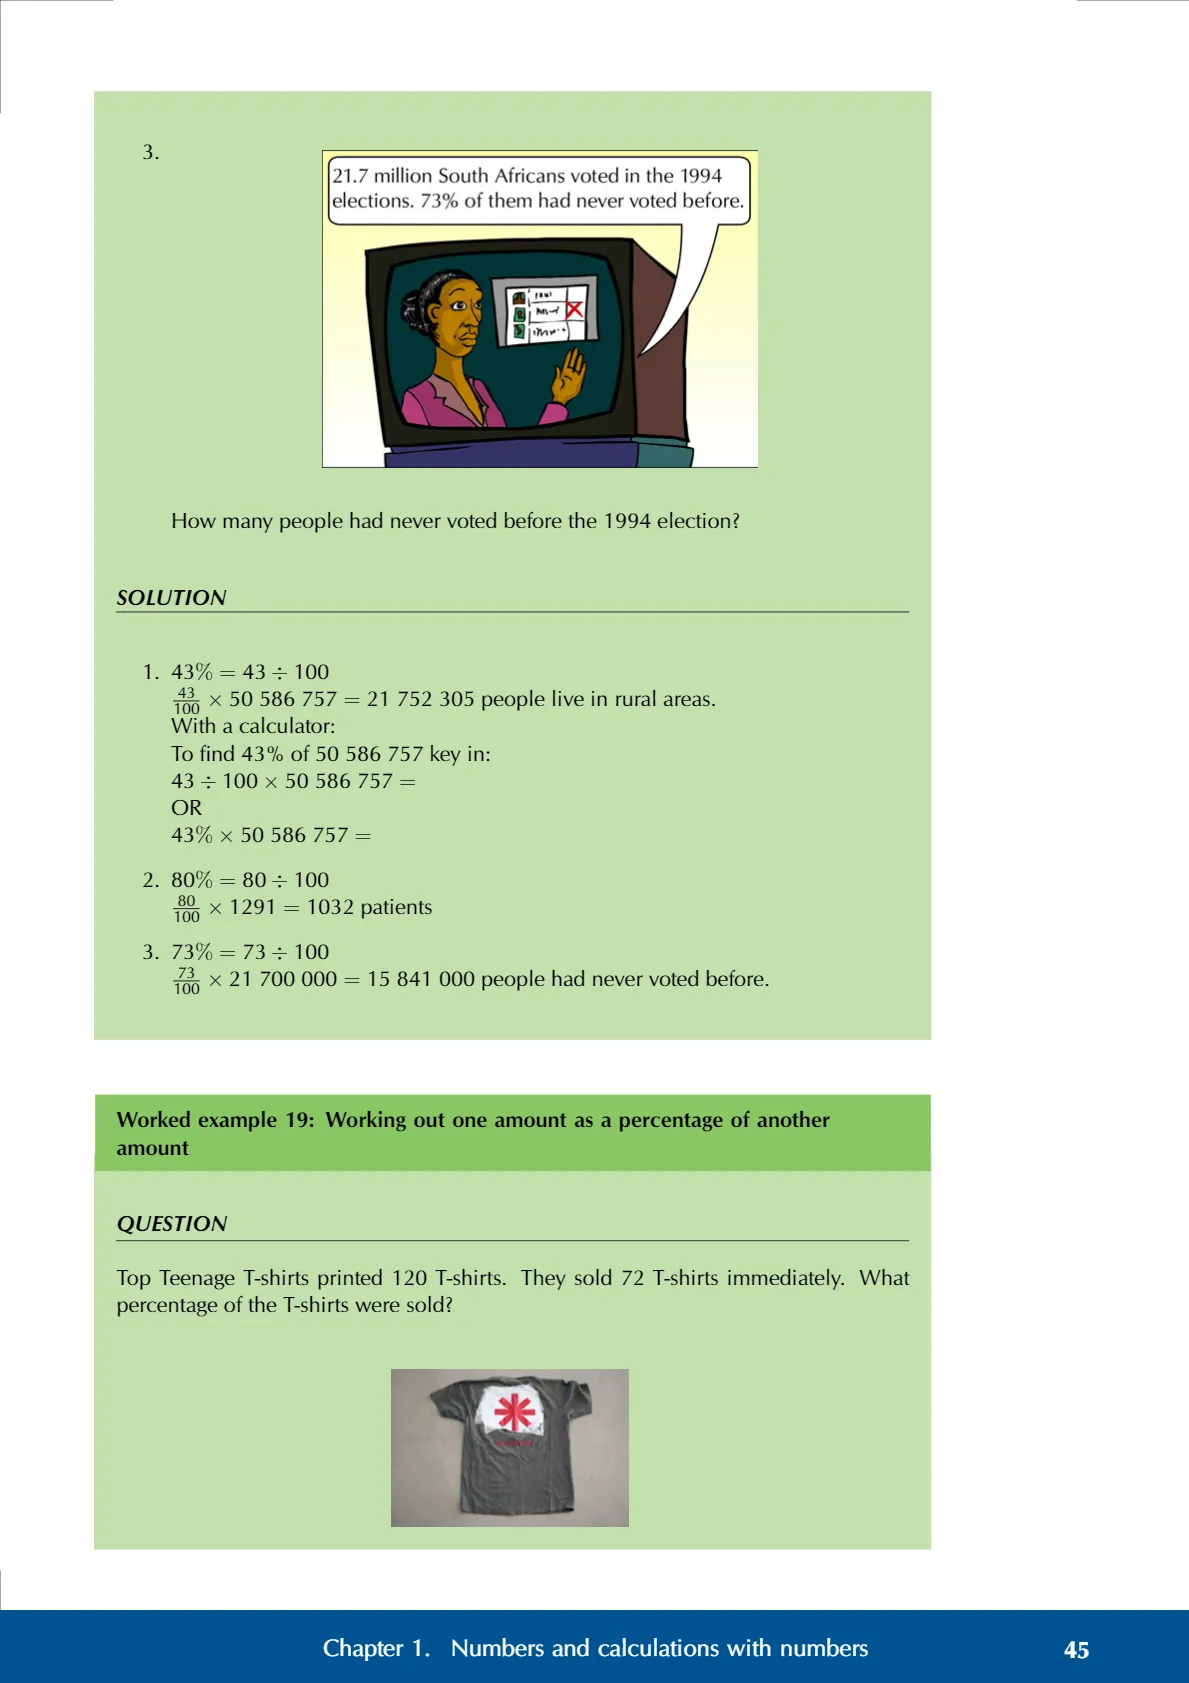 3.
21.7 million South Africans voted in the 1994
elections. 73% of them had never voted before.
How many people had never voted before the 1994 election?
SOLUTION
1. 43% = 43 ÷ 100
43/100 × 50 586 757 = 21 752 305 people live in rural areas.
With a calculator:
To find 43% of 50 586 757 key in:
43 ÷ 100 × 50 586 757 =
OR
43% × 50 586 757 =
2. 80% = 80 ÷ 100
80/100 × 1291 = 1032 patients
3. 73% = 73 ÷ 100
73/100 × 21 700 000 = 15 841 000 people had never voted before.
Worked example 19: Working out one amount as a percentage of another
amount
QUESTION
Top Teenage T-shirts printed 120 T-shirts. They sold 72 T-shirts immediately. What
percentage of the T-shirts were sold?
Chapter 1. Numbers and calculations with numbers
45